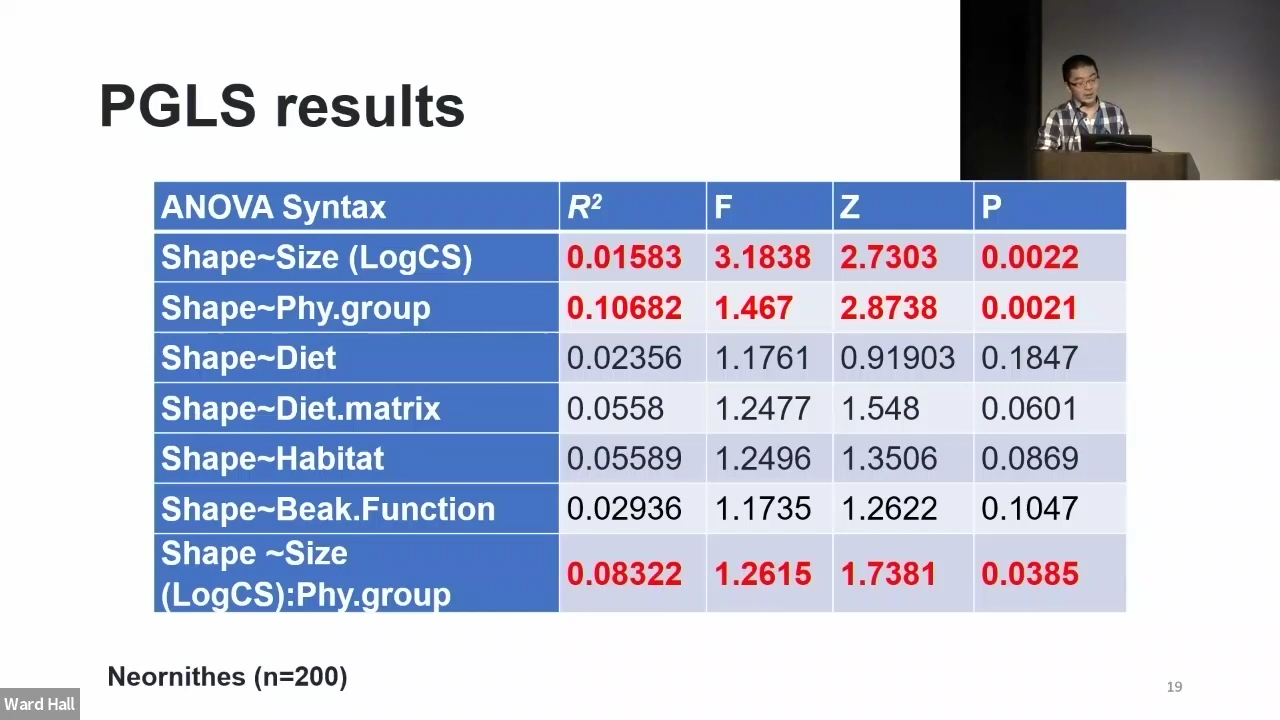 PGLS results
ANOVA Syntax R² F Z P
Shape~Size (LogCS) 0.01583 3.1838 2.7303 0.0022
Shape~Phy.group 0.10682 1.467 2.8738 0.0021
Shape~Diet 0.02356 1.1761 0.91903 0.1847
Shape~Diet.matrix 0.0558 1.2477 1.548 0.0601
Shape~Habitat 0.05589 1.2496 1.3506 0.0869
Shape~Beak.Function 0.02936 1.1735 1.2622 0.1047
Shape ~Size
(LogCS):Phy.group 0.08322 1.2615 1.7381 0.0385
Neornithes (n=200)
19
Ward Hall